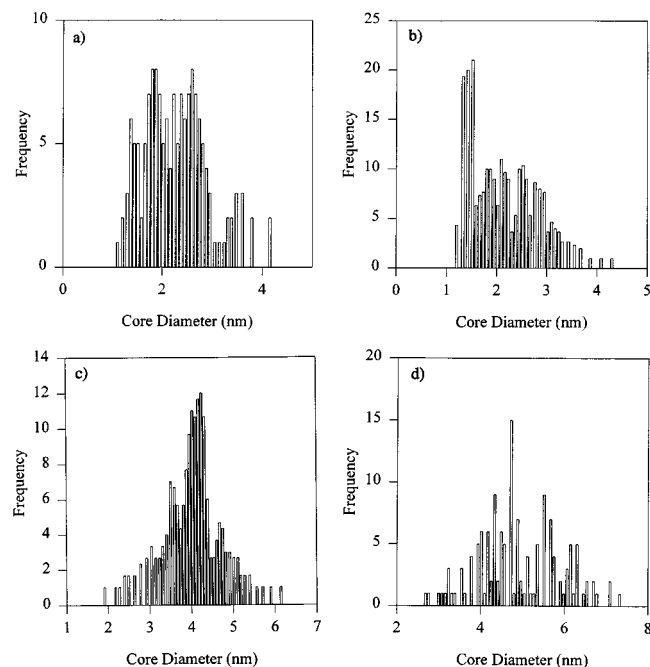 a)
10
5
0
Frequency
0 2 4
Core Diameter (nm)
b)
25
20
15
10
5
0
Frequency
0 1 2 3 4 5
Core Diameter (nm)
c)
14
12
10
8
6
4
2
0
Frequency
1 2 3 4 5 6 7
Core Diameter (nm)
d)
20
15
10
5
0
Frequency
2 4 6 8
Core Diameter (nm)